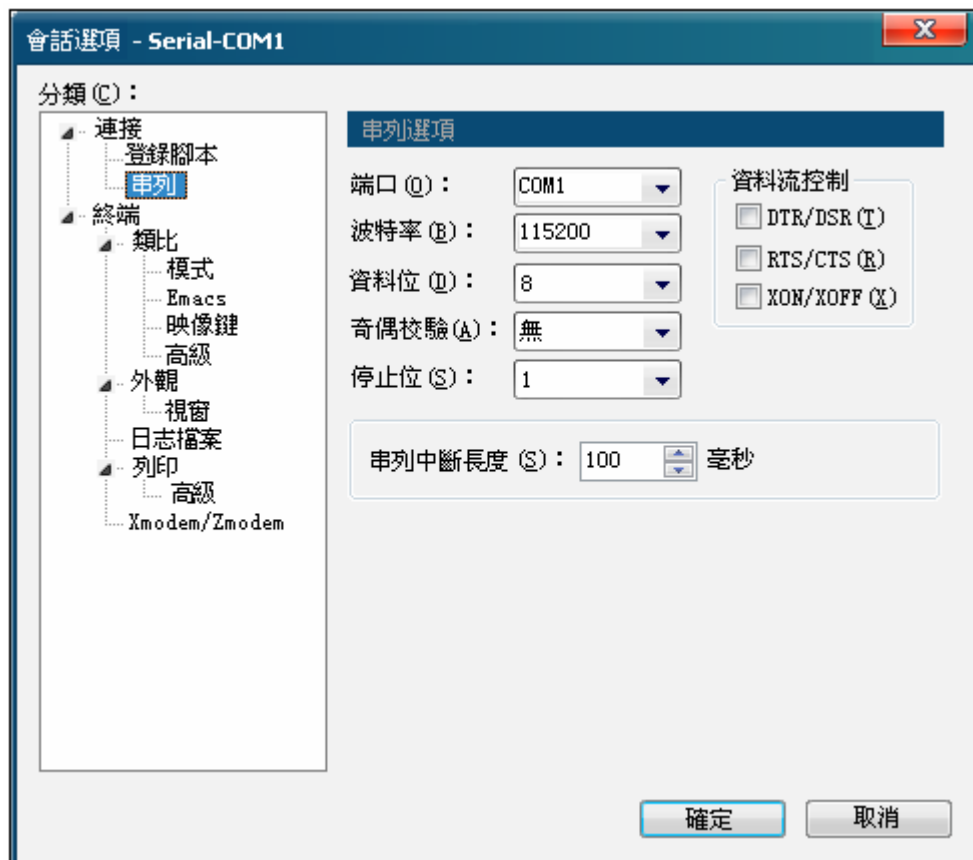 會話選項 - Serial-COM1
分類(C)：
連接
登錄腳本
串列
終端
類比
模式
Emacs
映像鍵
高級
外觀
視窗
日志檔案
列印
高級
Xmodem/Zmodem
串列選項
端口(O)： COM1
波特率(B)： 115200
資料位(D)： 8
奇偶校驗(A)： 無
停止位(S)： 1
資料流控制
DTR/DSR(T)
RTS/CTS(R)
XON/XOFF(X)
串列中斷長度(S)： 100 毫秒
確定
取消